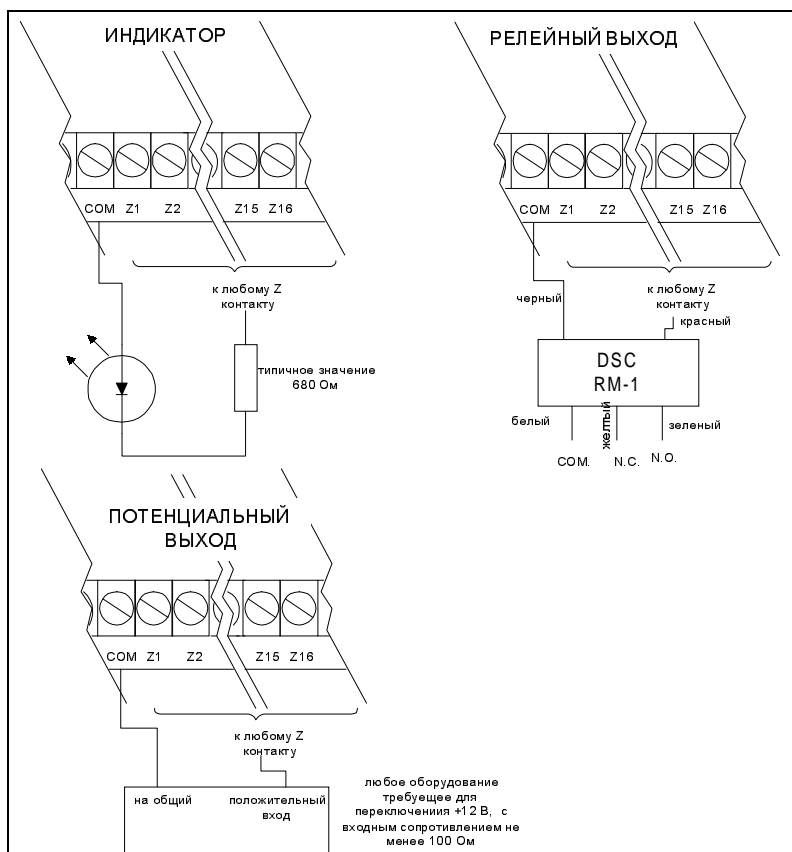 ИНДИКАТОР
COM Z1 Z2 Z15 Z16
к любому Z
контакту
типичное значение
680 Ом
РЕЛЕЙНЫЙ ВЫХОД
COM Z1 Z2 Z15 Z16
к любому Z
контакту
черный
красный
DSC
RM-1
белый
желтый
зеленый
COM. N.C. N.O.
ПОТЕНЦИАЛЬНЫЙ
ВЫХОД
COM Z1 Z2 Z15 Z16
к любому Z
контакту
на общий
положительный
вход
любое оборудование
требуещее для
переключениия +12 В, с
входным сопротивлением не
менее 100 Ом